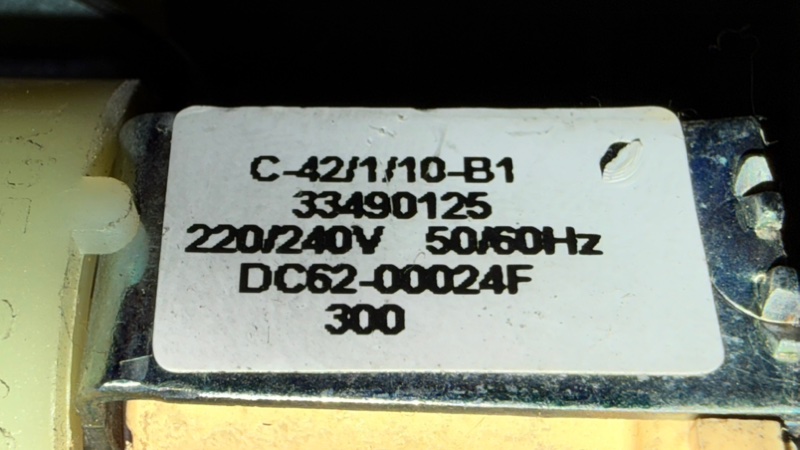 C-42/1/10-B1
33490125
220/240V 50/60Hz
DC62-00024F
300